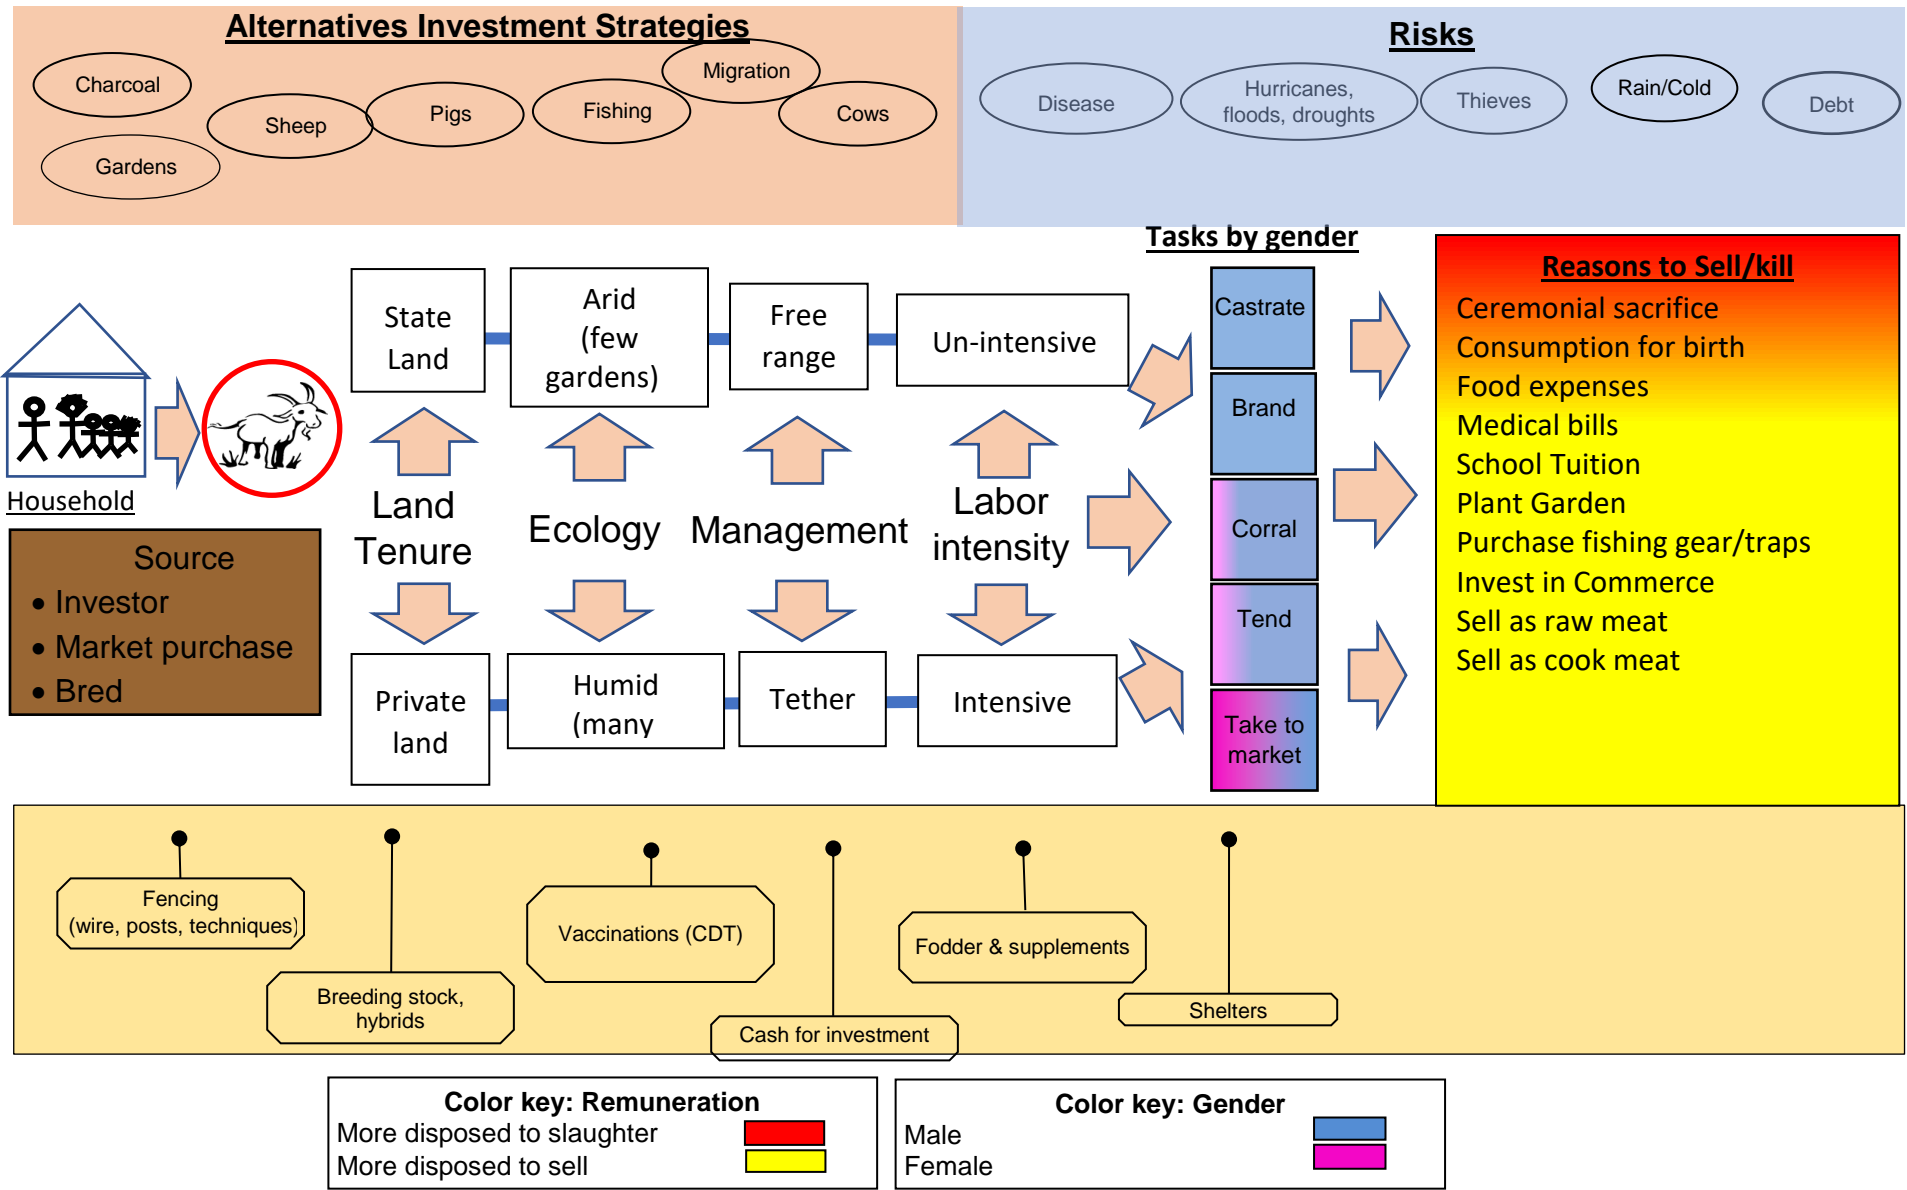 Alternatives Investment Strategies
Charcoal
Gardens
Sheep
Pigs
Fishing
Migration
Cows
Risks
Disease
Hurricanes,
floods, droughts
Thieves
Rain/Cold
Debt
Household
Source
• Investor
• Market purchase
• Bred
State
Land
Arid
(few
gardens)
Free
range
Un-intensive
Land
Tenure
Ecology
Management
Labor
intensity
Private
land
Humid
(many
Tether
Intensive
Tasks by gender
Castrate
Brand
Corral
Tend
Take to
market
Reasons to Sell/kill
Ceremonial sacrifice
Consumption for birth
Food expenses
Medical bills
School Tuition
Plant Garden
Purchase fishing gear/traps
Invest in Commerce
Sell as raw meat
Sell as cook meat
Fencing
(wire, posts, techniques)
Breeding stock,
hybrids
Vaccinations (CDT)
Cash for investment
Fodder & supplements
Shelters
Color key: Remuneration
More disposed to slaughter
More disposed to sell
Color key: Gender
Male
Female